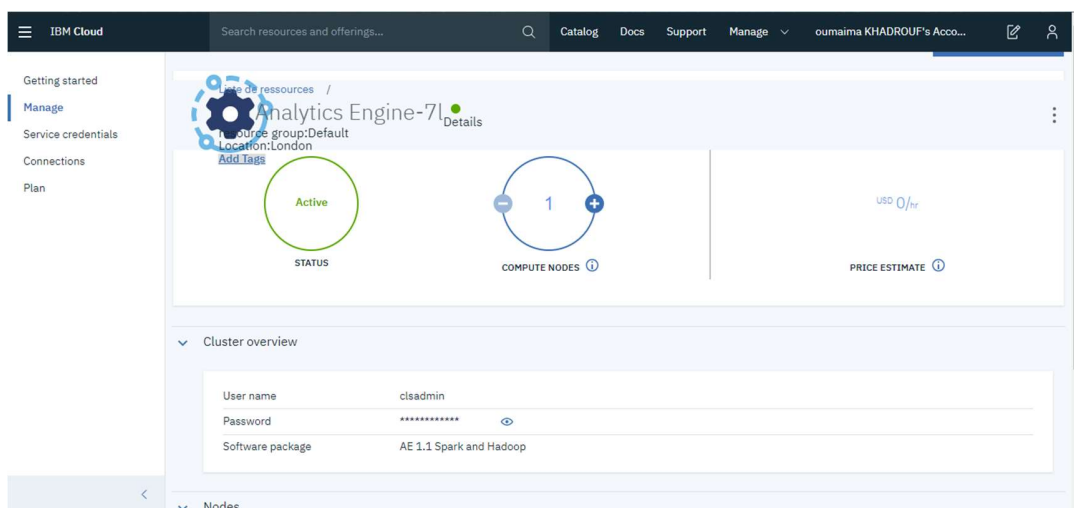 IBM Cloud
Search resources and offerings...
Catalog
Docs
Support
Manage
oumaima KHADROUF's Acco...
Getting started
Manage
Service credentials
Connections
Plan
Liste de ressources /
Analytics Engine-7l
Details
resource group:Default
Location:London
Add Tags
Active
STATUS
1
COMPUTE NODES
USD 0/hr
PRICE ESTIMATE
Cluster overview
User name clsadmin
Password ************
Software package AE 1.1 Spark and Hadoop
Nodes